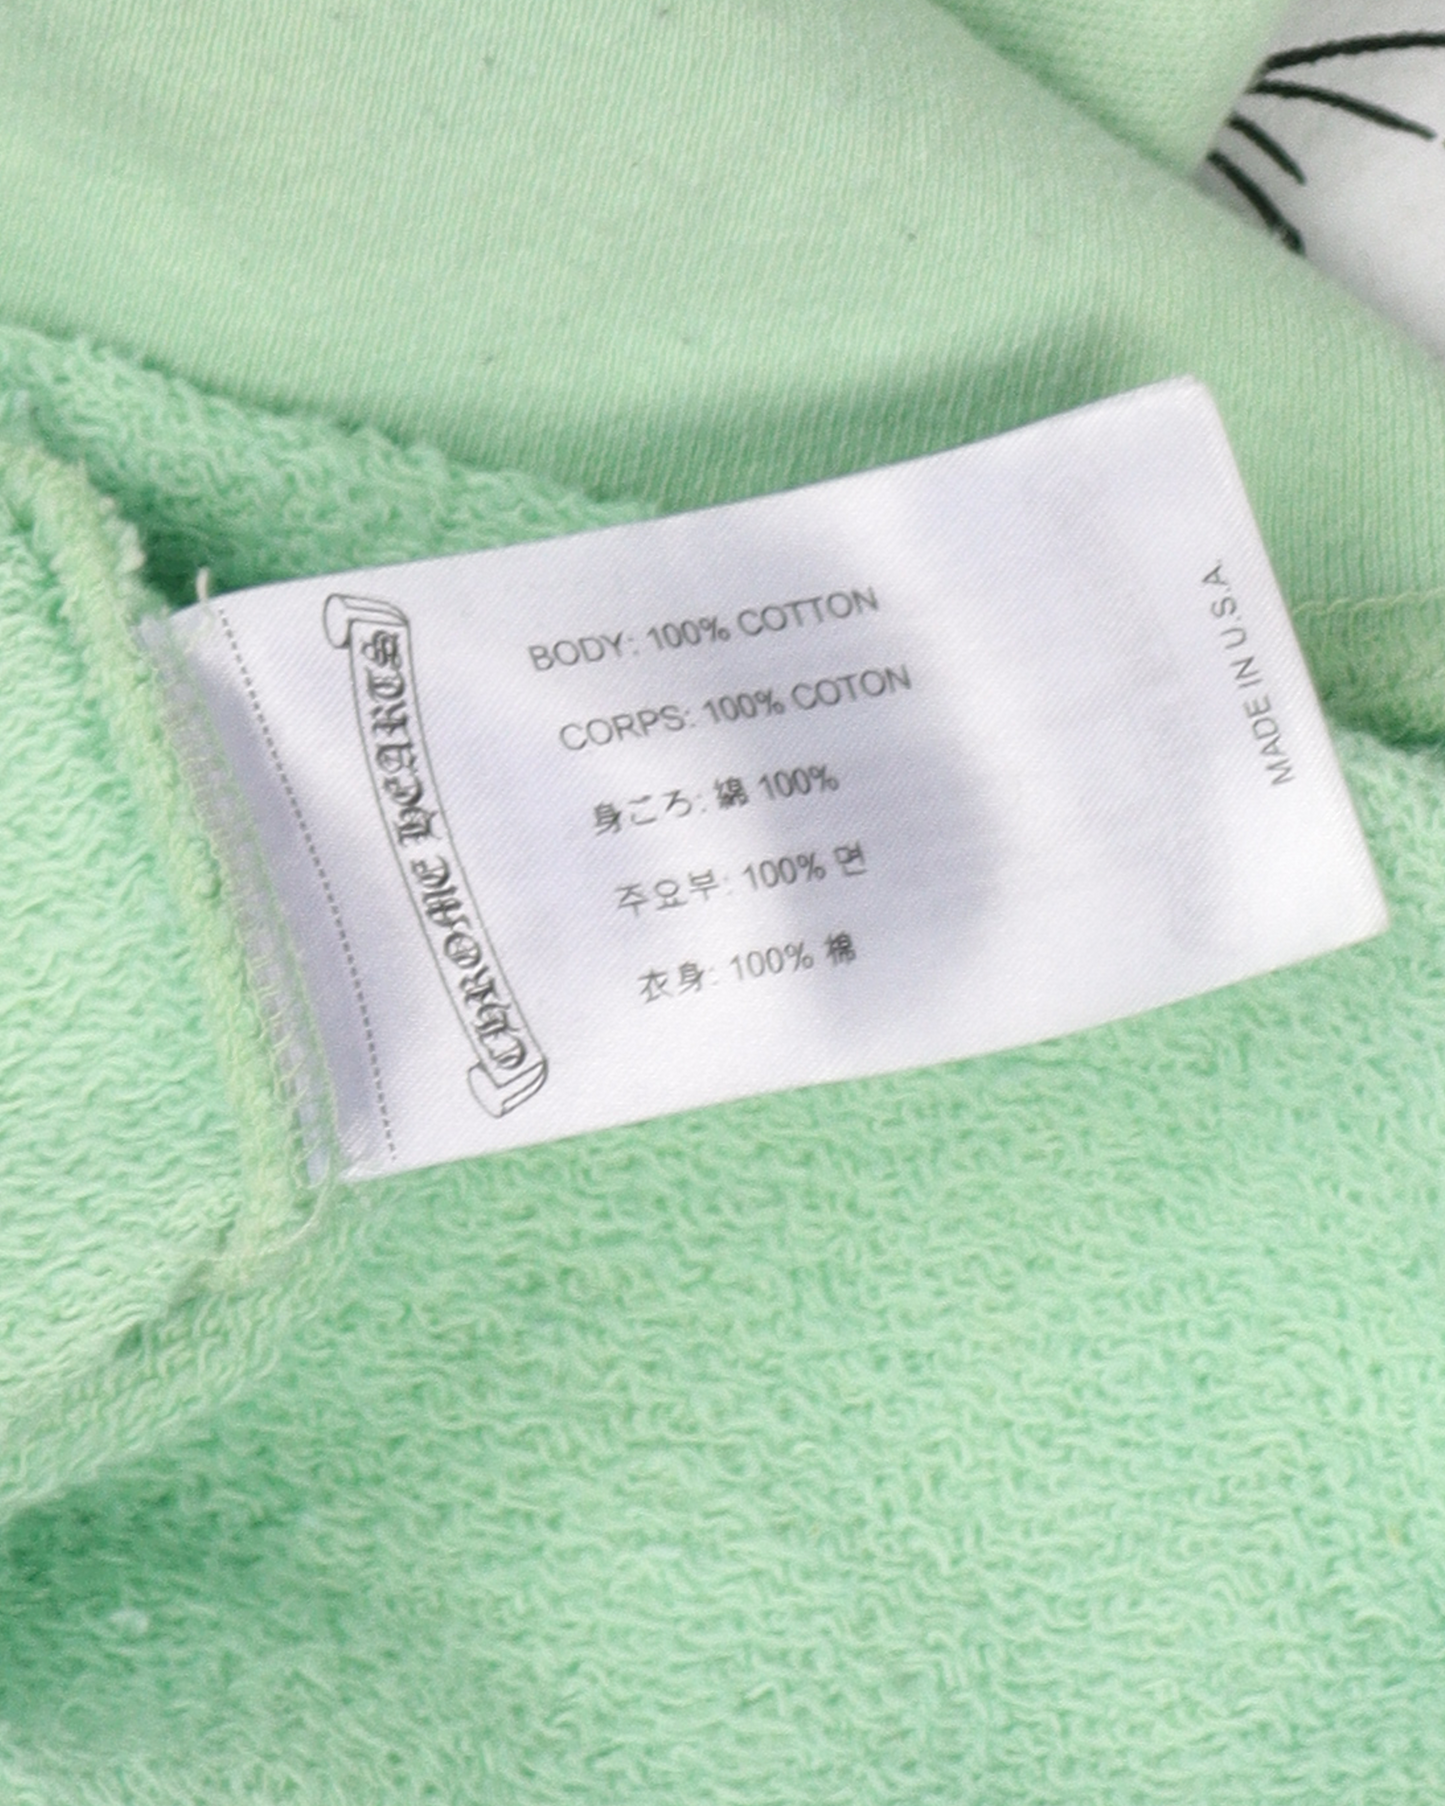 CHROME HEARTS
BODY: 100% COTTON
CORPS: 100% COTON
身ごろ: 綿 100%
주요부: 100% 면
衣身: 100% 棉
MADE IN U.S.A.